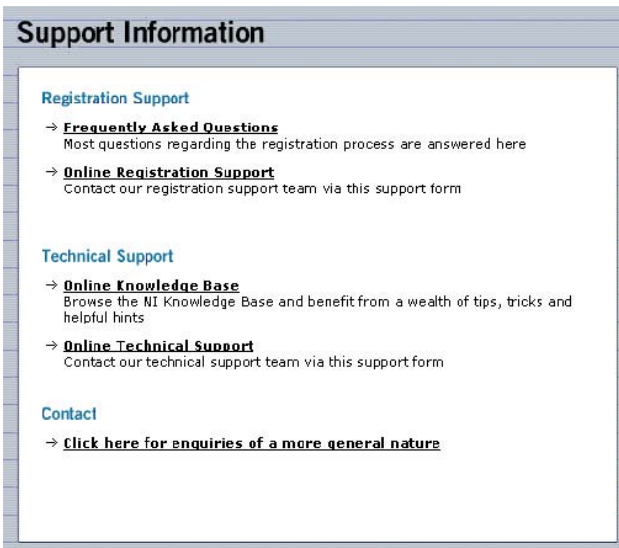 Support Information
Registration Support
→ Frequently Asked Questions
Most questions regarding the registration process are answered here
→ Online Registration Support
Contact our registration support team via this support form
Technical Support
→ Online Knowledge Base
Browse the NI Knowledge Base and benefit from a wealth of tips, tricks and
helpful hints
→ Online Technical Support
Contact our technical support team via this support form
Contact
→ Click here for enquiries of a more general nature